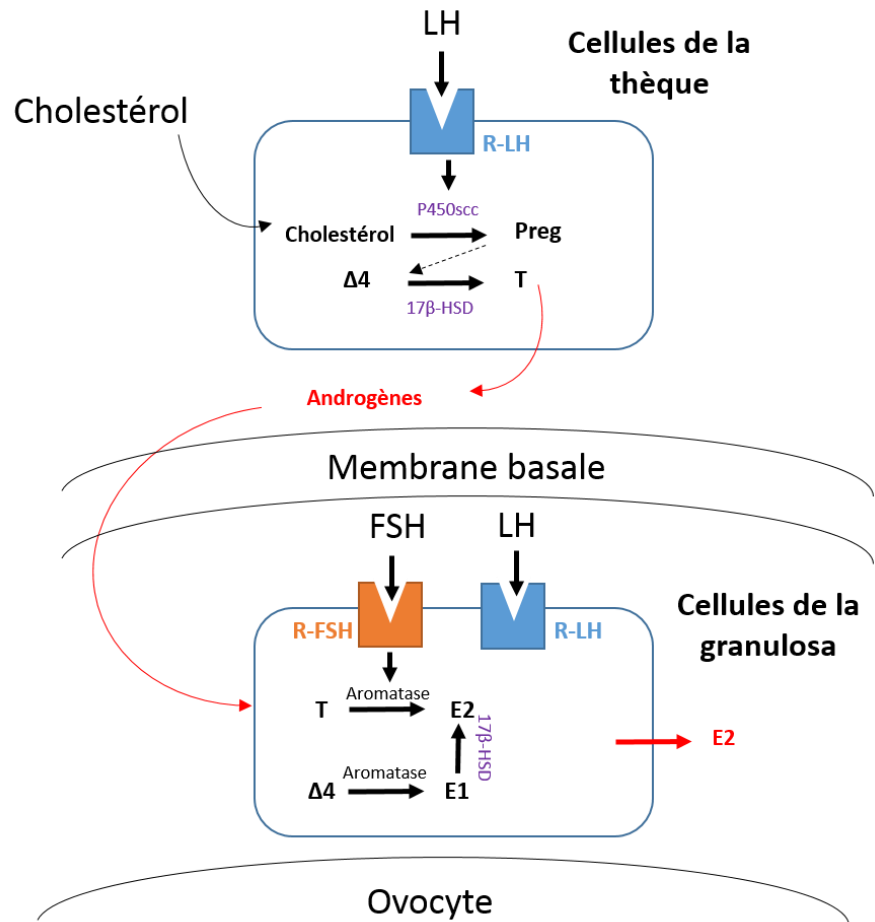 LH
Cellules de la
thèque
Cholestérol
R-LH
P450scc
Cholestérol
Preg
Δ4
T
17β-HSD
Androgènes
Membrane basale
FSH
LH
Cellules de la
granulosa
R-FSH
R-LH
Aromatase
T
E2
17β-HSD
E2
Aromatase
Δ4
E1
Ovocyte